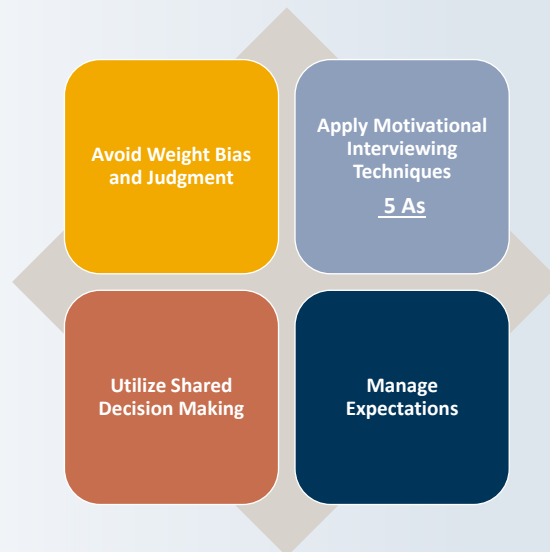 Avoid Weight Bias
and Judgment
Apply Motivational
Interviewing
Techniques
5 As
Utilize Shared
Decision Making
Manage
Expectations